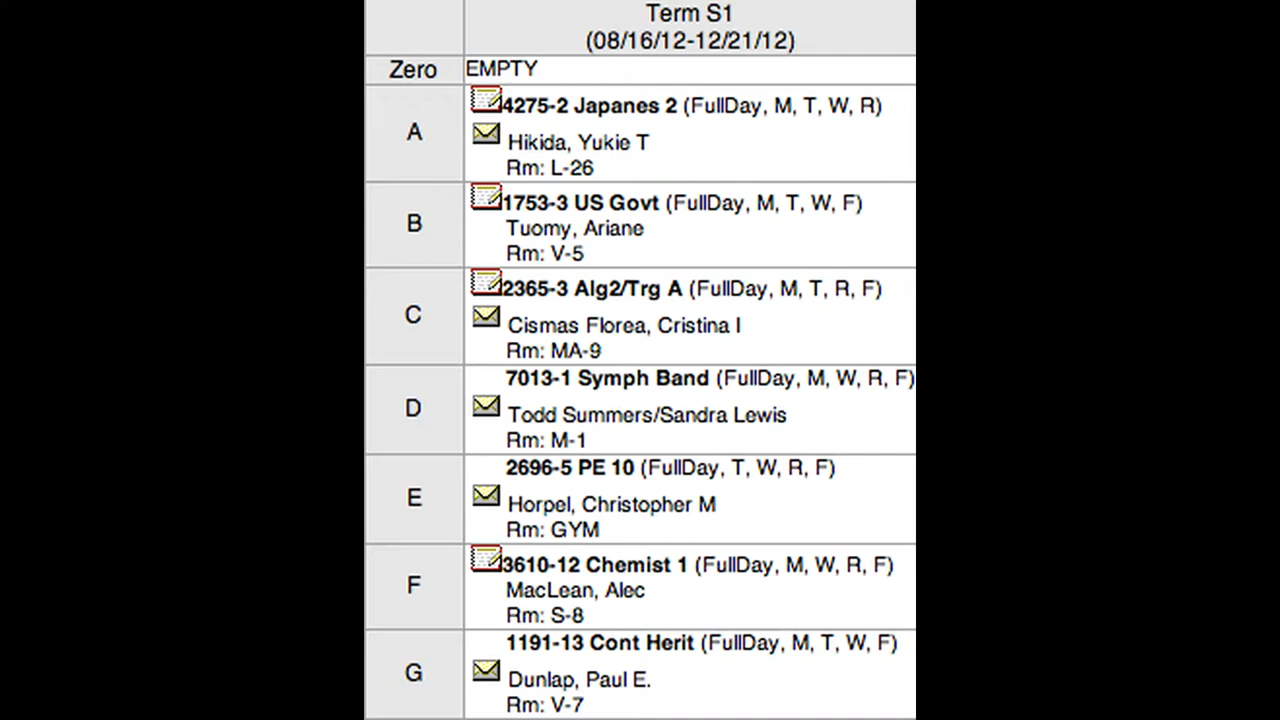 Term S1
(08/16/12-12/21/12)
Zero EMPTY
A
4275-2 Japanes 2 (FullDay, M, T, W, R)
Hikida, Yukie T
Rm: L-26
B
1753-3 US Govt (FullDay, M, T, W, F)
Tuomy, Ariane
Rm: V-5
C
2365-3 Alg2/Trg A (FullDay, M, T, R, F)
Cismas Florea, Cristina I
Rm: MA-9
D
7013-1 Symph Band (FullDay, M, W, R, F)
Todd Summers/Sandra Lewis
Rm: M-1
E
2696-5 PE 10 (FullDay, T, W, R, F)
Horpel, Christopher M
Rm: GYM
F
3610-12 Chemist 1 (FullDay, M, W, R, F)
MacLean, Alec
Rm: S-8
G
1191-13 Cont Herit (FullDay, M, T, W, F)
Dunlap, Paul E.
Rm: V-7